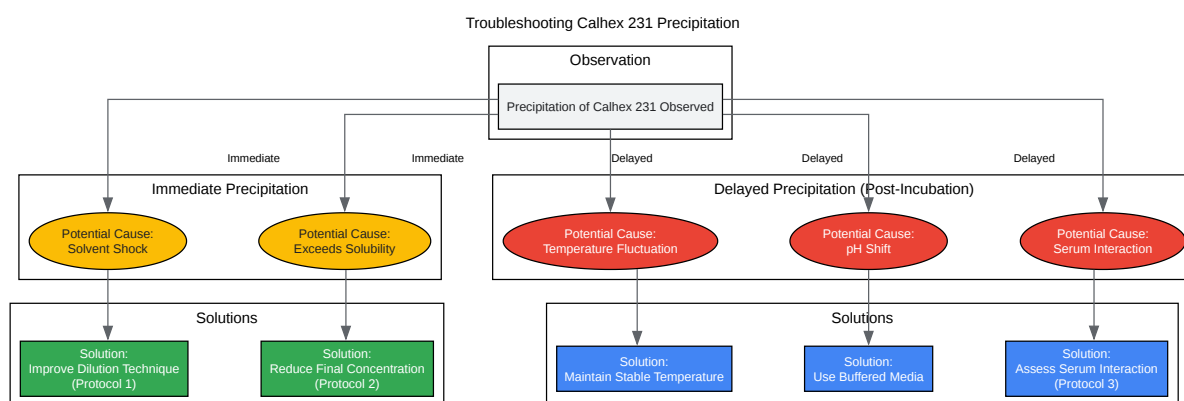 Troubleshooting Calhex 231 Precipitation
Observation
Precipitation of Calhex 231 Observed
Immediate
Immediate
Delayed
Delayed
Delayed
Immediate Precipitation
Delayed Precipitation (Post-Incubation)
Potential Cause:
Solvent Shock
Potential Cause:
Exceeds Solubility
Potential Cause:
Temperature Fluctuation
Potential Cause:
pH Shift
Potential Cause:
Serum Interaction
Solutions
Solutions
Solution:
Improve Dilution Technique
(Protocol 1)
Solution:
Reduce Final Concentration
(Protocol 2)
Solution:
Maintain Stable Temperature
Solution:
Use Buffered Media
Solution:
Assess Serum Interaction
(Protocol 3)